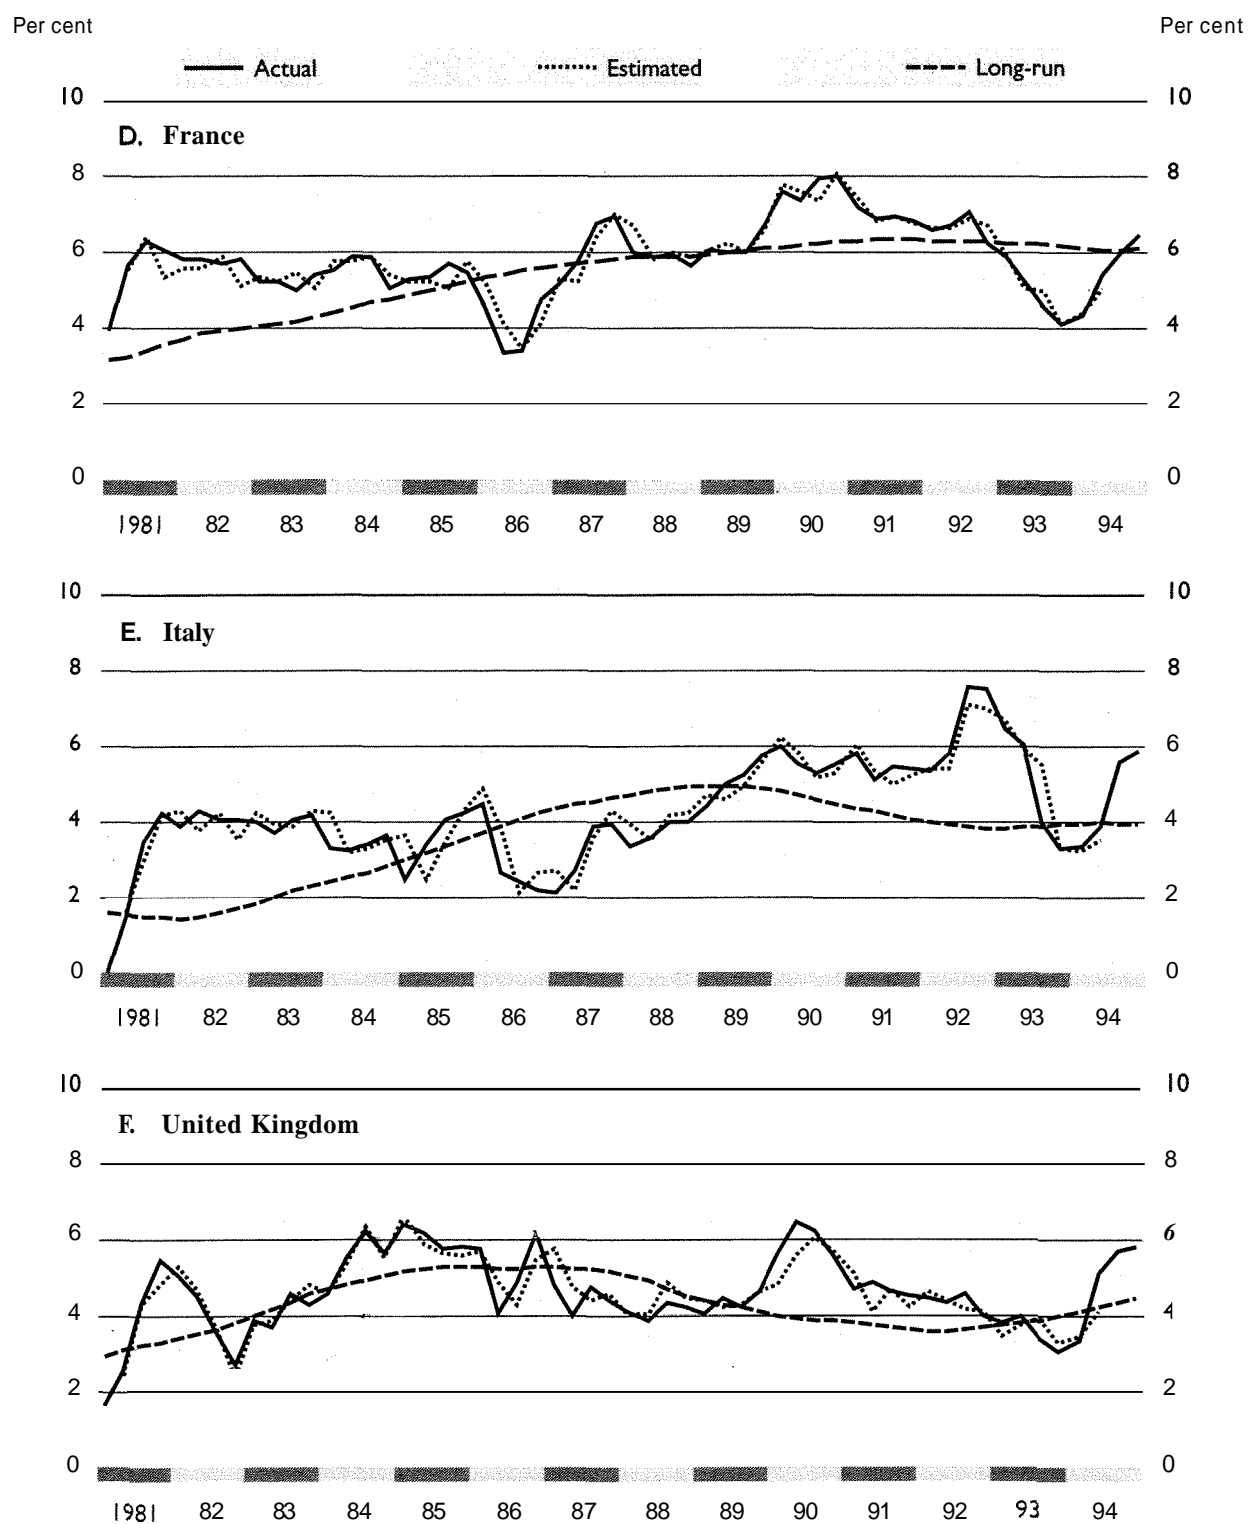 Per cent Per cent
Actual Estimated Long-run
10 10
D. France
8 8
6 6
4 4
2 2
0 0
1981 82 83 84 85 86 87 88 89 90 91 92 93 94
10 10
E. Italy
8 8
6 6
4 4
2 2
0 0
1981 82 83 84 85 86 87 88 89 90 91 92 93 94
10 10
F. United Kingdom
8 8
6 6
4 4
2 2
0 0
1981 82 83 84 85 86 87 88 89 90 91 92 93 94